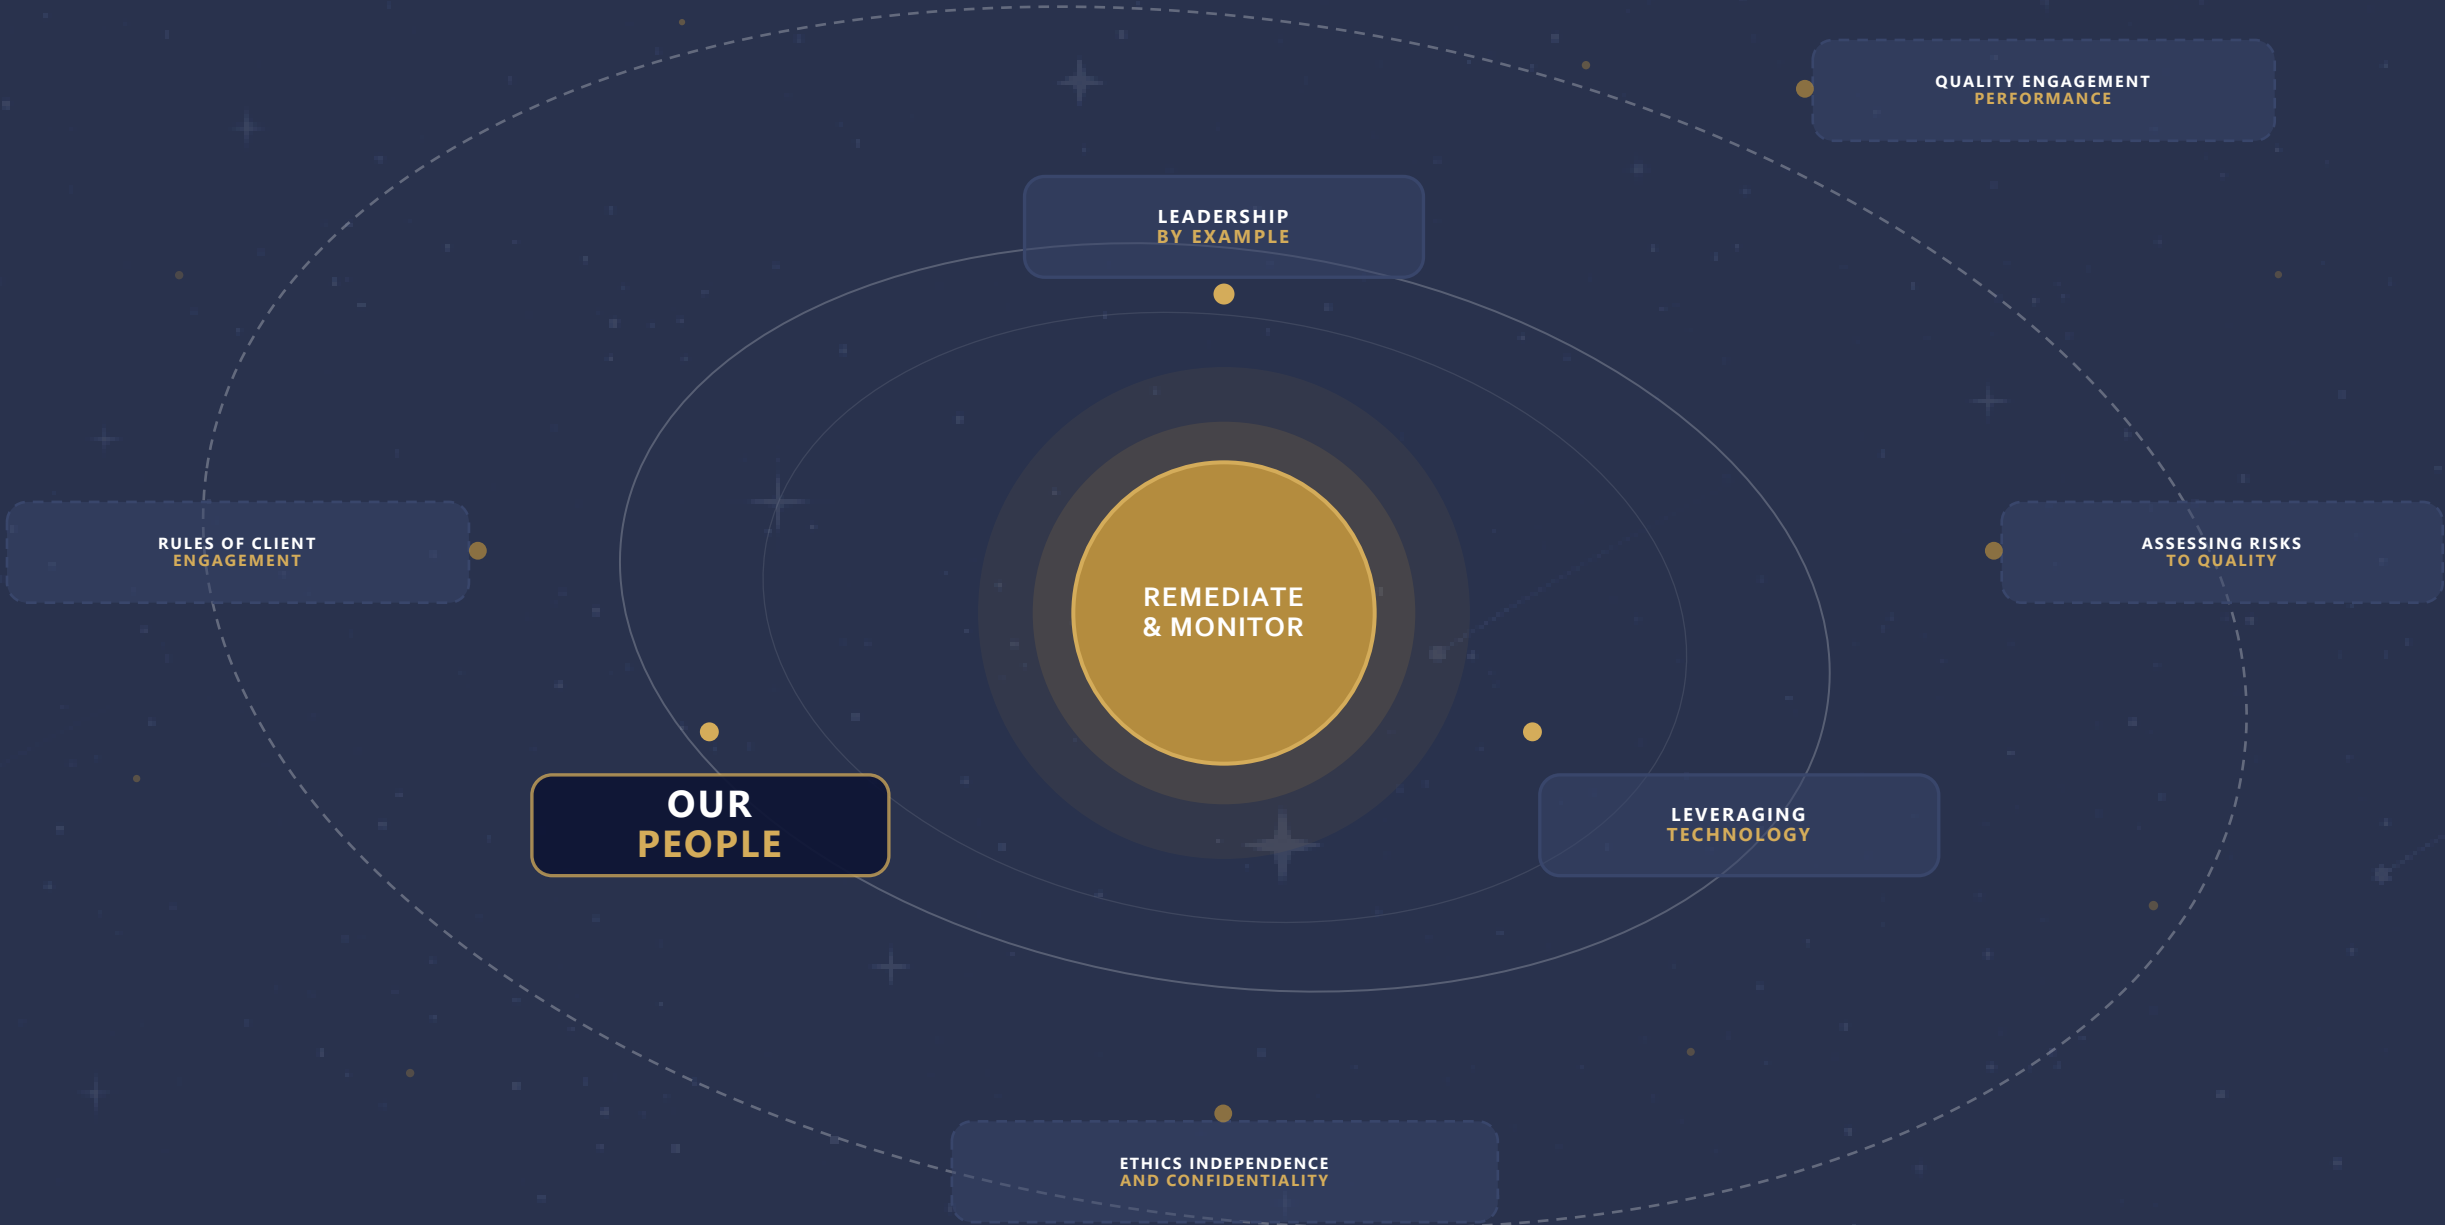 QUALITY ENGAGEMENT
PERFORMANCE
LEADERSHIP
BY EXAMPLE
RULES OF CLIENT
ENGAGEMENT
ASSESSING RISKS
TO QUALITY
REMEDIATE
& MONITOR
OUR
PEOPLE
LEVERAGING
TECHNOLOGY
ETHICS INDEPENDENCE
AND CONFIDENTIALITY